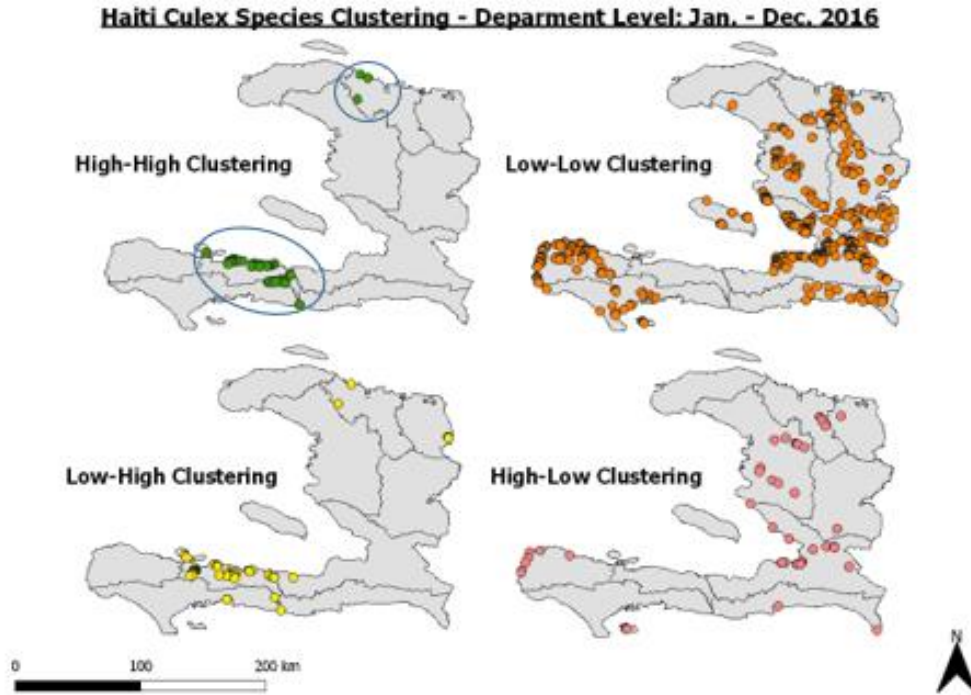 Haiti Culex Species Clustering - Deparment Level: Jan. - Dec. 2016
High-High Clustering
Low-Low Clustering
Low-High Clustering
High-Low Clustering
0 100 200 km
N